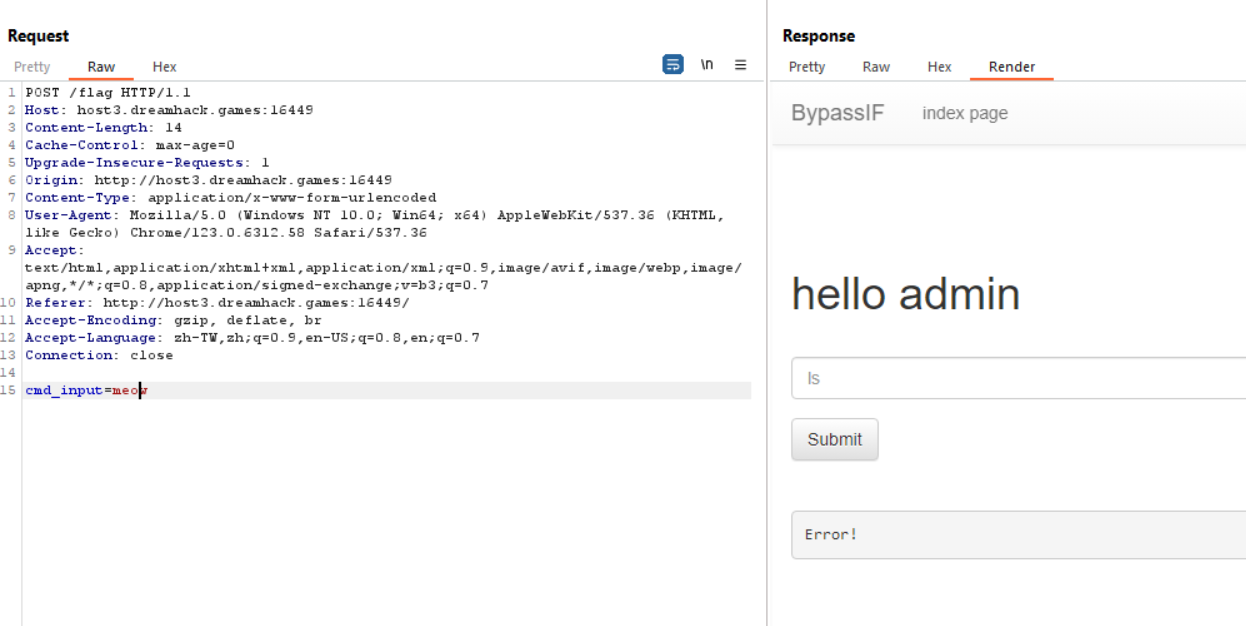 Request
Pretty Raw Hex \n
1 POST /flag HTTP/1.1
2 Host: host3.dreamhack.games:16449
3 Content-Length: 14
4 Cache-Control: max-age=0
5 Upgrade-Insecure-Requests: 1
6 Origin: http://host3.dreamhack.games:16449
7 Content-Type: application/x-www-form-urlencoded
8 User-Agent: Mozilla/5.0 (Windows NT 10.0; Win64; x64) AppleWebKit/537.36 (KHTML,
like Gecko) Chrome/123.0.6312.58 Safari/537.36
9 Accept:
text/html,application/xhtml+xml,application/xml;q=0.9,image/avif,image/webp,image/
apng,*/*;q=0.8,application/signed-exchange;v=b3;q=0.7
10 Referer: http://host3.dreamhack.games:16449/
11 Accept-Encoding: gzip, deflate, br
12 Accept-Language: zh-TW,zh;q=0.9,en-US;q=0.8,en;q=0.7
13 Connection: close
14
15 cmd_input=meow
Response
Pretty Raw Hex Render
BypassIF index page
hello admin
ls
Submit
Error!